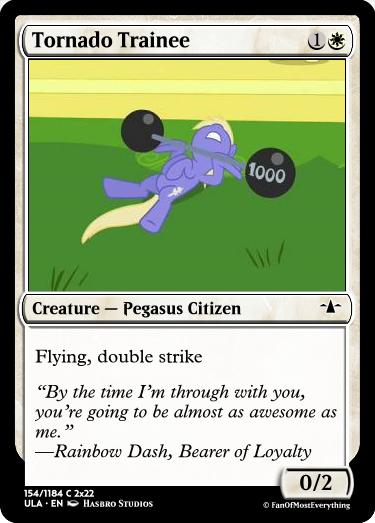 Tornado Trainee 1
1000
Creature — Pegasus Citizen
Flying, double strike
“By the time I’m through with you,
you’re going to be almost as awesome as
me.”
—Rainbow Dash, Bearer of Loyalty
0/2
154/1184 C 2x22
ULA • EN Hasbro Studios
© FanOfMostEverything